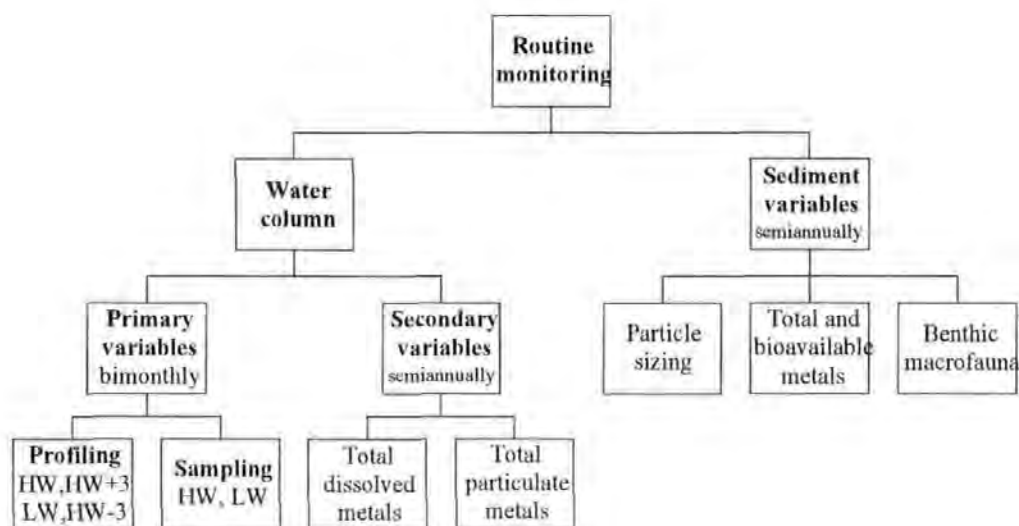 Routine
monitoring
Water
column
Sediment
variables
semiannually
Primary
variables
bimonthly
Secondary
variables
semiannually
Particle
sizing
Total and
bioavailable
metals
Benthic
macrofauna
Profiling
HW,HW+3
LW,HW-3
Sampling
HW, LW
Total
dissolved
metals
Total
particulate
metals